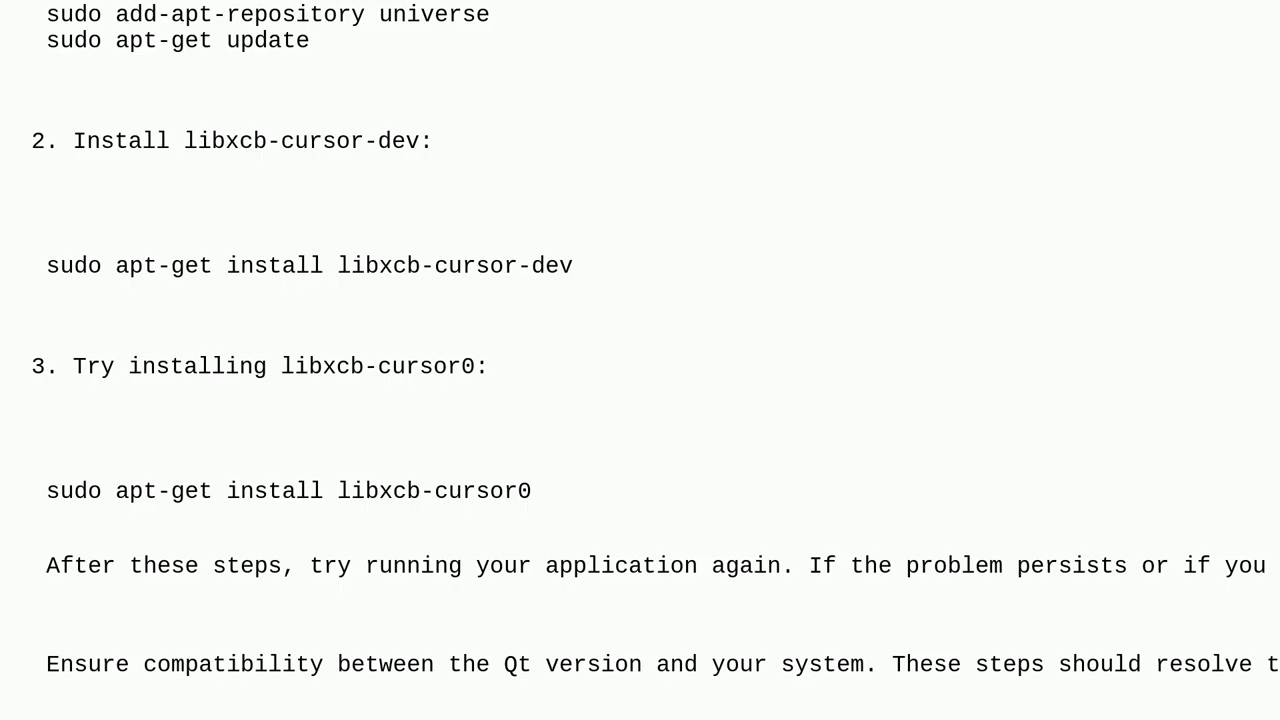 sudo add-apt-repository universe
sudo apt-get update
2. Install libxcb-cursor-dev:
sudo apt-get install libxcb-cursor-dev
3. Try installing libxcb-cursor0:
sudo apt-get install libxcb-cursor0
After these steps, try running your application again. If the problem persists or if you
Ensure compatibility between the Qt version and your system. These steps should resolve t